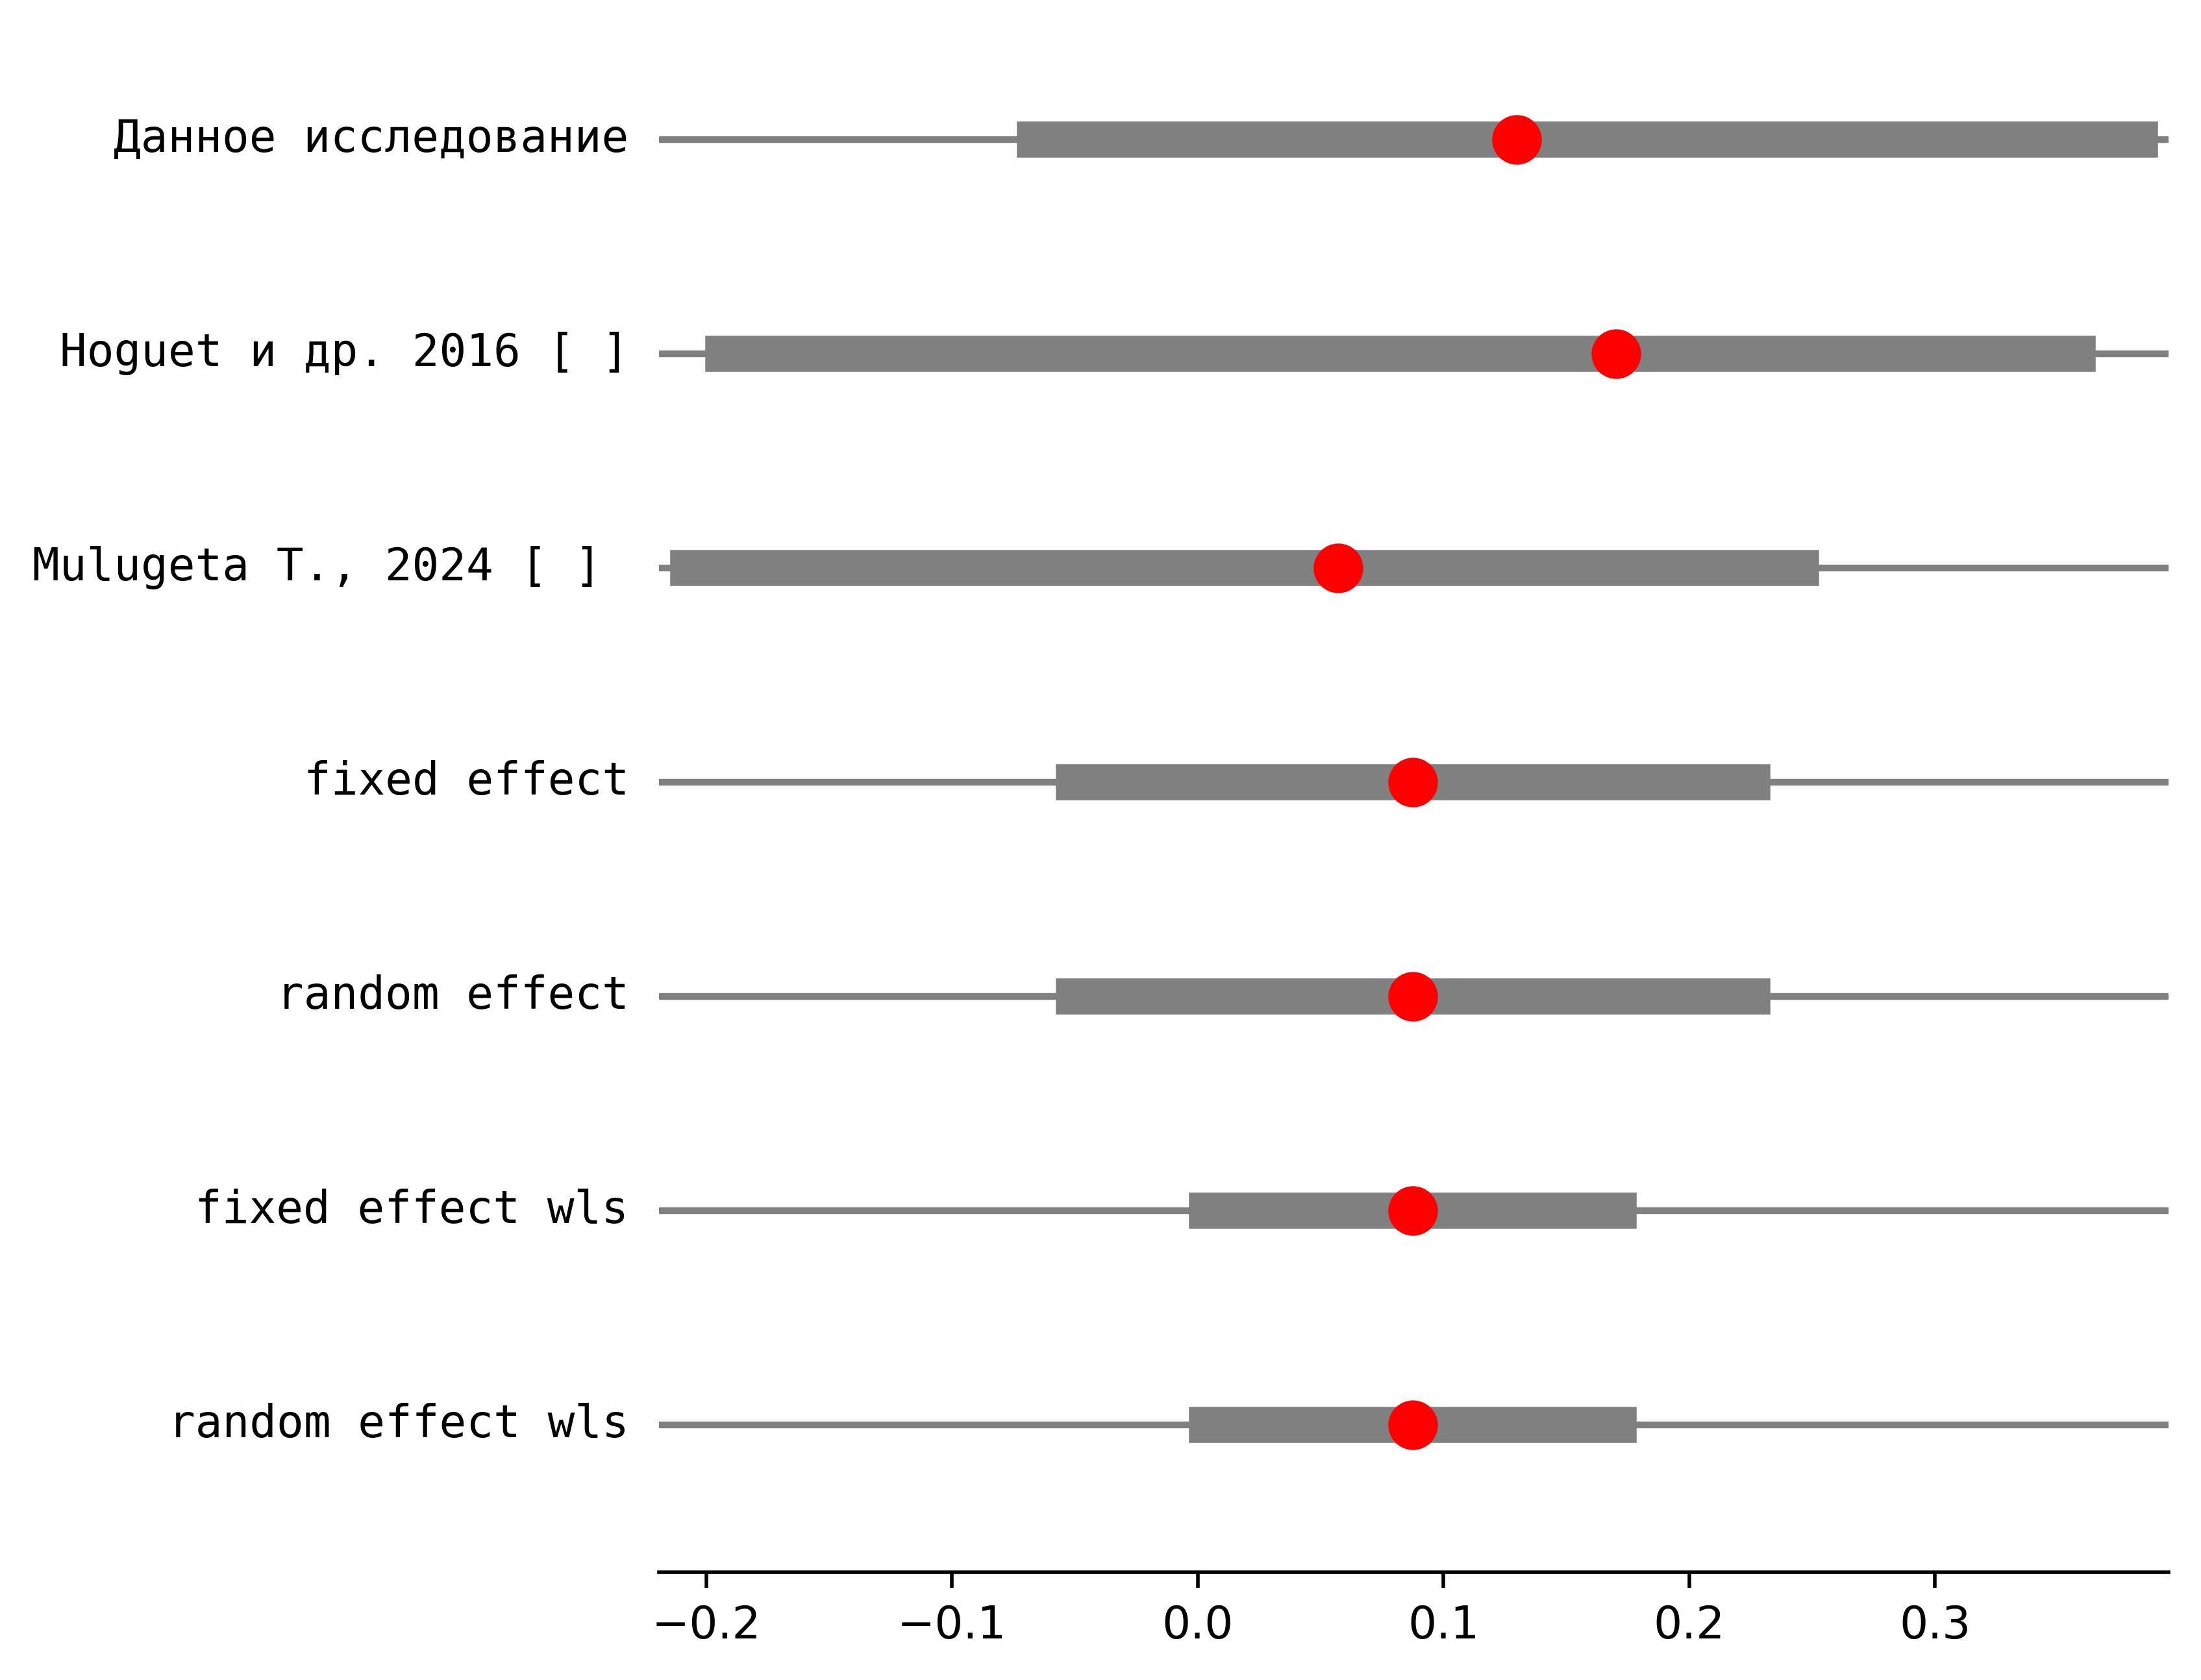 Данное исследование
Hoguet и др. 2016 [ ]
Mulugeta T., 2024 [ ]
fixed effect
random effect
fixed effect wls
random effect wls
−0.2 −0.1 0.0 0.1 0.2 0.3